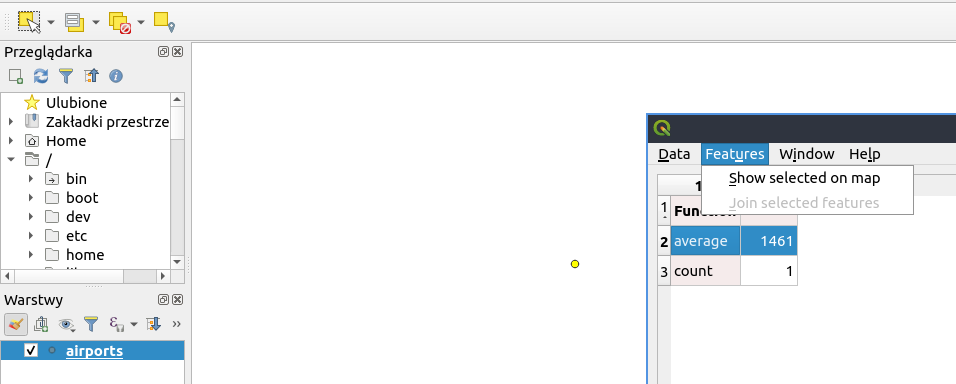 Przeglądarka
Ulubione
Zakładki przestrze
Home
/
bin
boot
dev
etc
home
Warstwy
airports
Data Features Window Help
Show selected on map
Join selected features
1
1 Function
2 average 1461
3 count 1